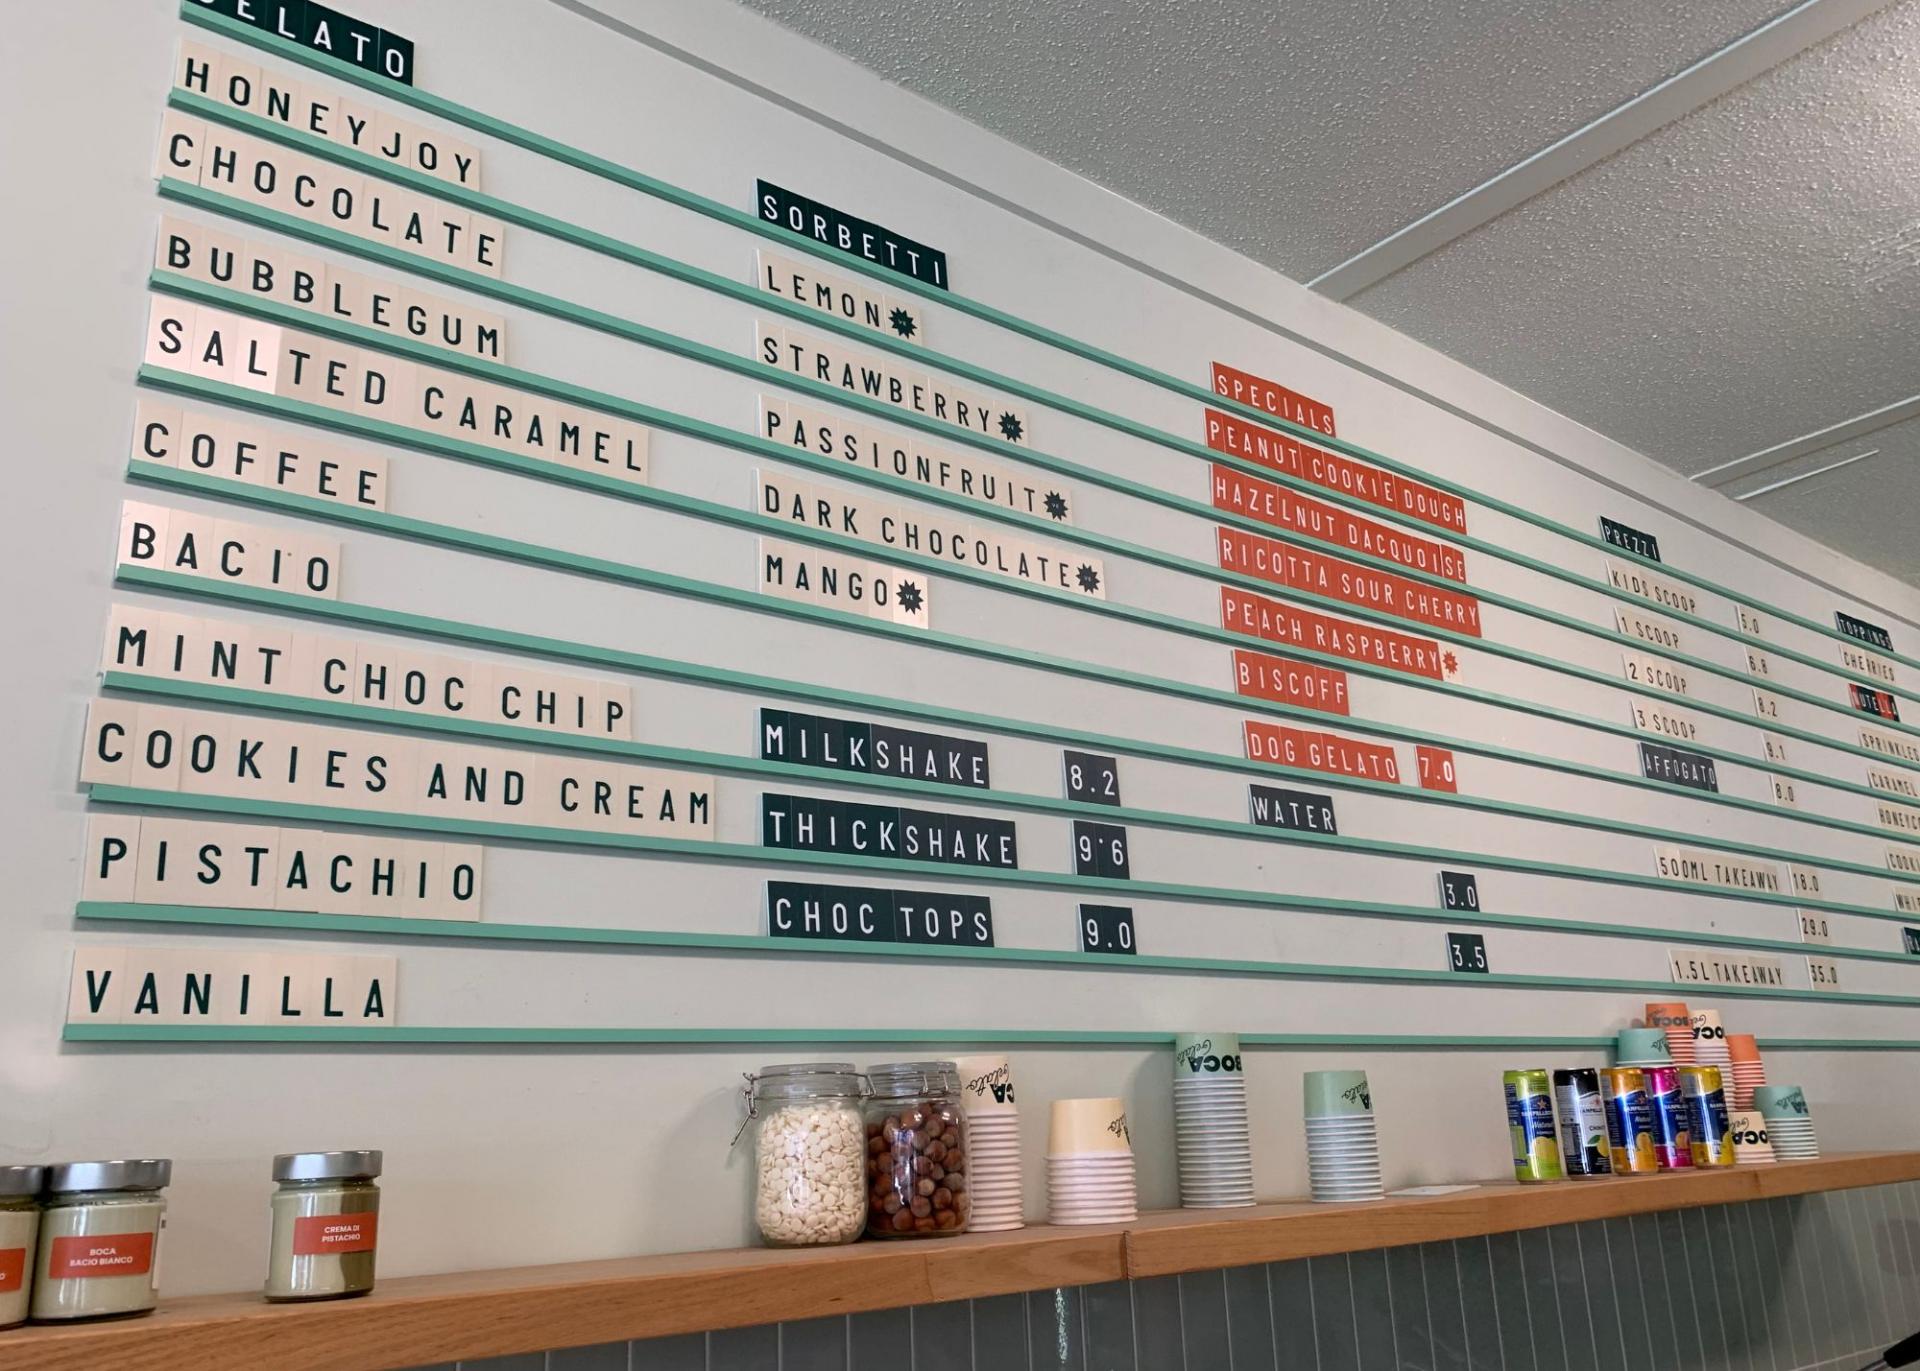 GELATO
HONEYJOY
CHOCOLATE
BUBBLEGUM
SALTED CARAMEL
COFFEE
BACIO
MINT CHOC CHIP
COOKIES AND CREAM
PISTACHIO
VANILLA
SORBETTI
LEMON
STRAWBERRY
PASSIONFRUIT
DARK CHOCOLATE
MANGO
MILKSHAKE 8.2
THICKSHAKE 9.6
CHOC TOPS 9.0
SPECIALS
PEANUT COOKIE DOUGH
HAZELNUT DACQUOISE
RICOTTA SOUR CHERRY
PEACH RASPBERRY
BISCOFF
DOG GELATO 7.0
WATER
3.0
3.5
PREZZI
KIDS SCOOP 5.0
1 SCOOP 6.8
2 SCOOP 8.2
3 SCOOP 9.1
AFFOGATO 8.0
500ML TAKEAWAY 18.0
29.0
1.5L TAKEAWAY 35.0
TOPPINGS
CHERRIES
NUTELLA
SPRINKLES
CARAMEL
BOCA
BACIO BIANCO
CREMA DI
PISTACHIO
Gelato
BOCA
Gelato
BOCA
BOCA